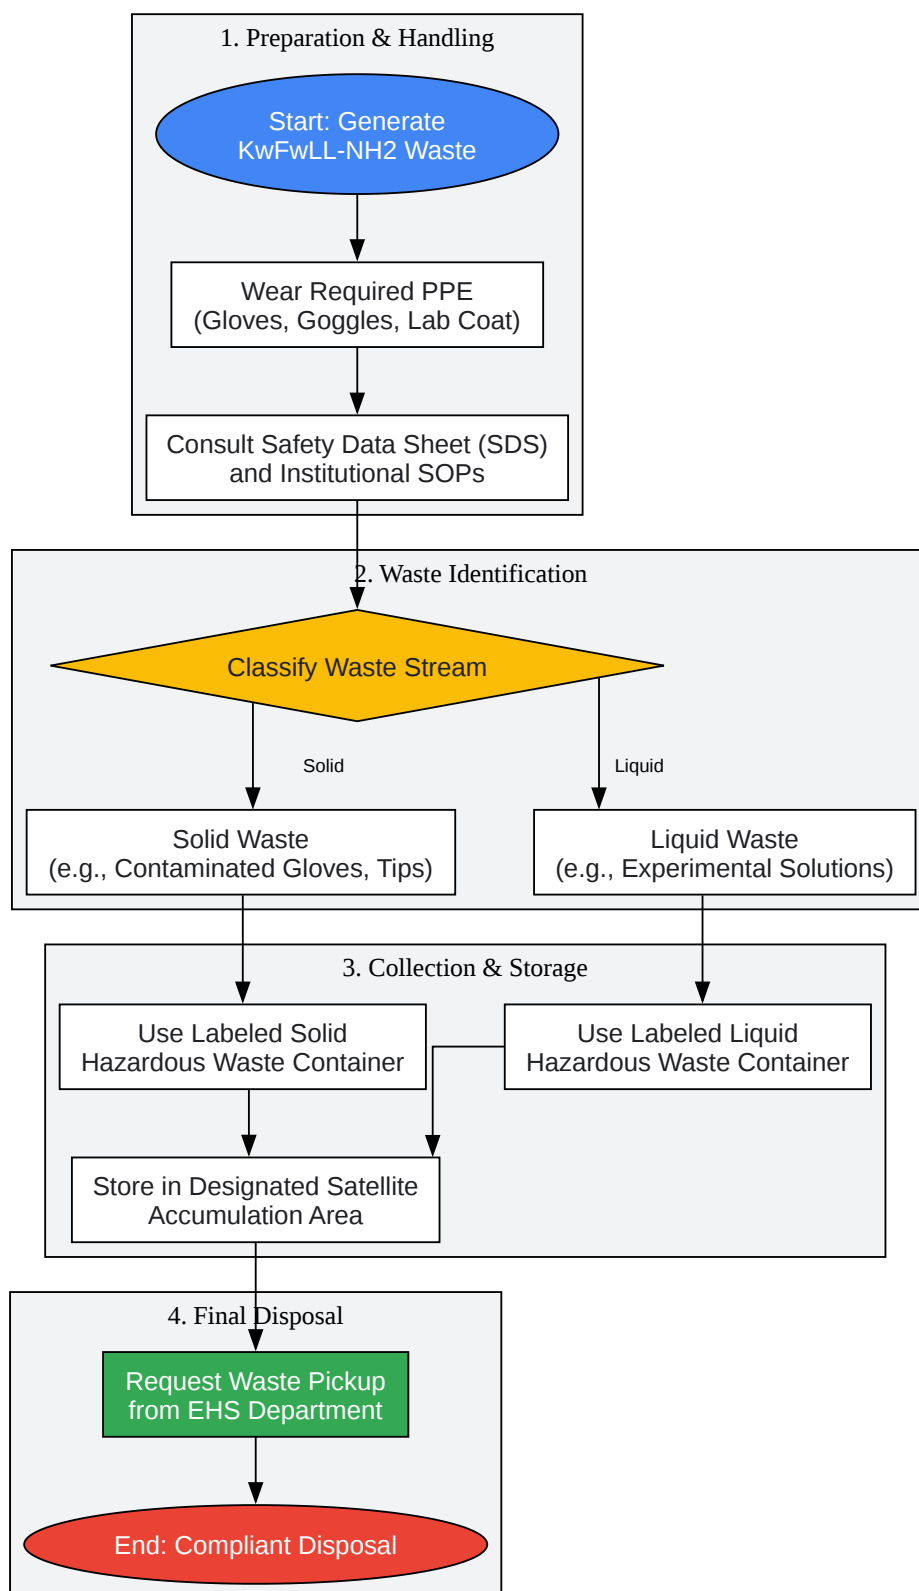 1. Preparation & Handling
Start: Generate
KwFwLL-NH2 Waste
Wear Required PPE
(Gloves, Goggles, Lab Coat)
Consult Safety Data Sheet (SDS)
and Institutional SOPs
2. Waste Identification
Classify Waste Stream
Solid
Liquid
Solid Waste
(e.g., Contaminated Gloves, Tips)
Liquid Waste
(e.g., Experimental Solutions)
3. Collection & Storage
Use Labeled Solid
Hazardous Waste Container
Use Labeled Liquid
Hazardous Waste Container
Store in Designated Satellite
Accumulation Area
4. Final Disposal
Request Waste Pickup
from EHS Department
End: Compliant Disposal